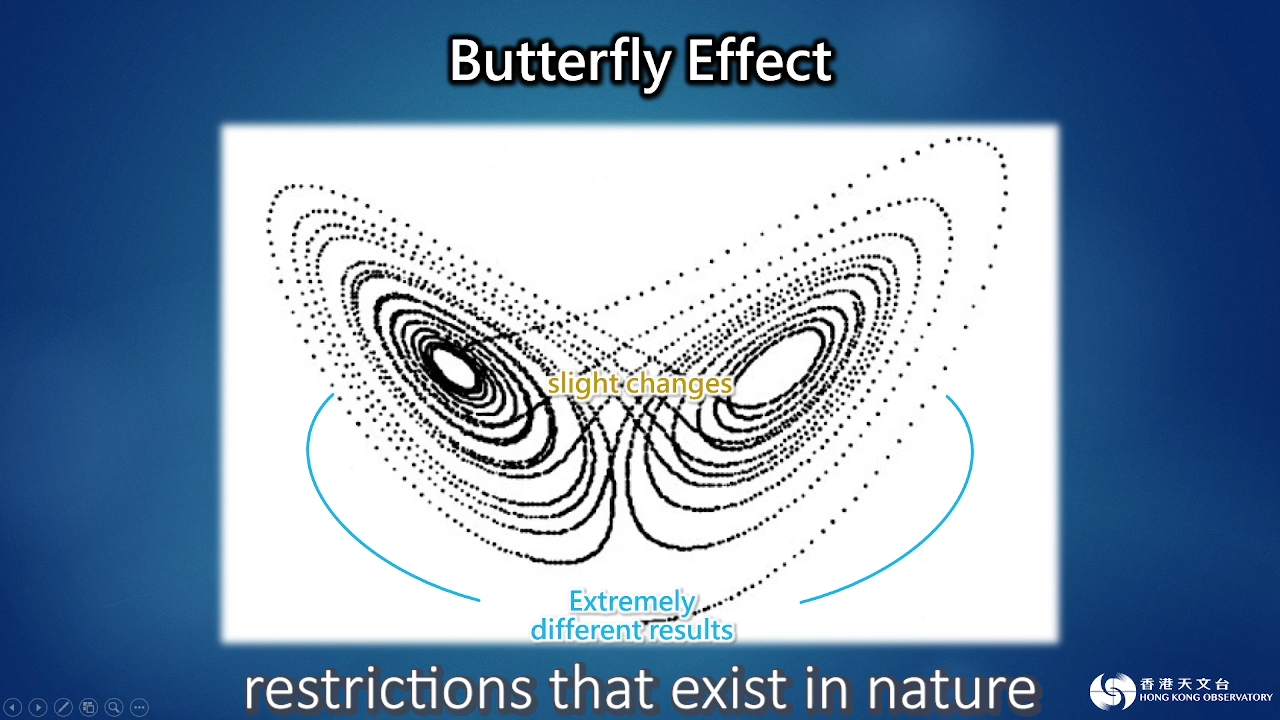 Butterfly Effect
slight changes
Extremely
different results
restrictions that exist in nature
香港天文台
HONG KONG OBSERVATORY